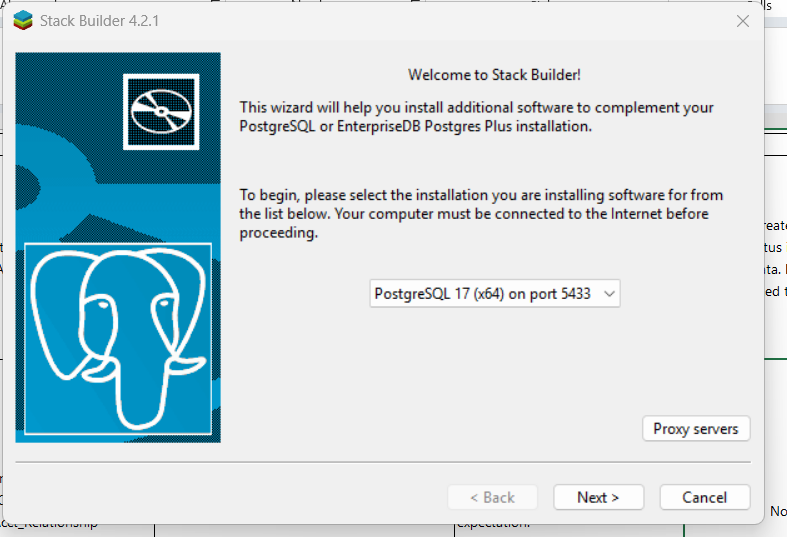 Stack Builder 4.2.1
Welcome to Stack Builder!
This wizard will help you install additional software to complement your
PostgreSQL or EnterpriseDB Postgres Plus installation.
To begin, please select the installation you are installing software for from
the list below. Your computer must be connected to the Internet before
proceeding.
PostgreSQL 17 (x64) on port 5433
Proxy servers
< Back
Next >
Cancel
expectation.
No